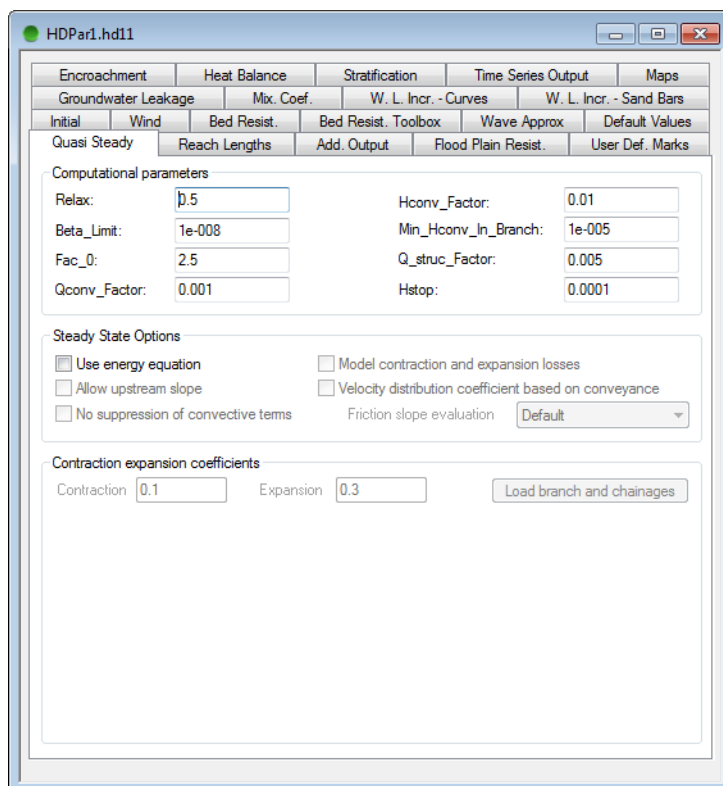 HDPar1.hd11
Encroachment Heat Balance Stratification Time Series Output Maps
Groundwater Leakage Mix. Coef. W. L. Incr. - Curves W. L. Incr. - Sand Bars
Initial Wind Bed Resist. Bed Resist. Toolbox Wave Approx Default Values
Quasi Steady Reach Lengths Add. Output Flood Plain Resist. User Def. Marks
Computational parameters
Relax: 0.5 Hconv_Factor: 0.01
Beta_Limit: 1e-008 Min_Hconv_In_Branch: 1e-005
Fac_0: 2.5 Q_struc_Factor: 0.005
Qconv_Factor: 0.001 Hstop: 0.0001
Steady State Options
Use energy equation Model contraction and expansion losses
Allow upstream slope Velocity distribution coefficient based on conveyance
No suppression of convective terms Friction slope evaluation Default
Contraction expansion coefficients
Contraction 0.1 Expansion 0.3 Load branch and chainages